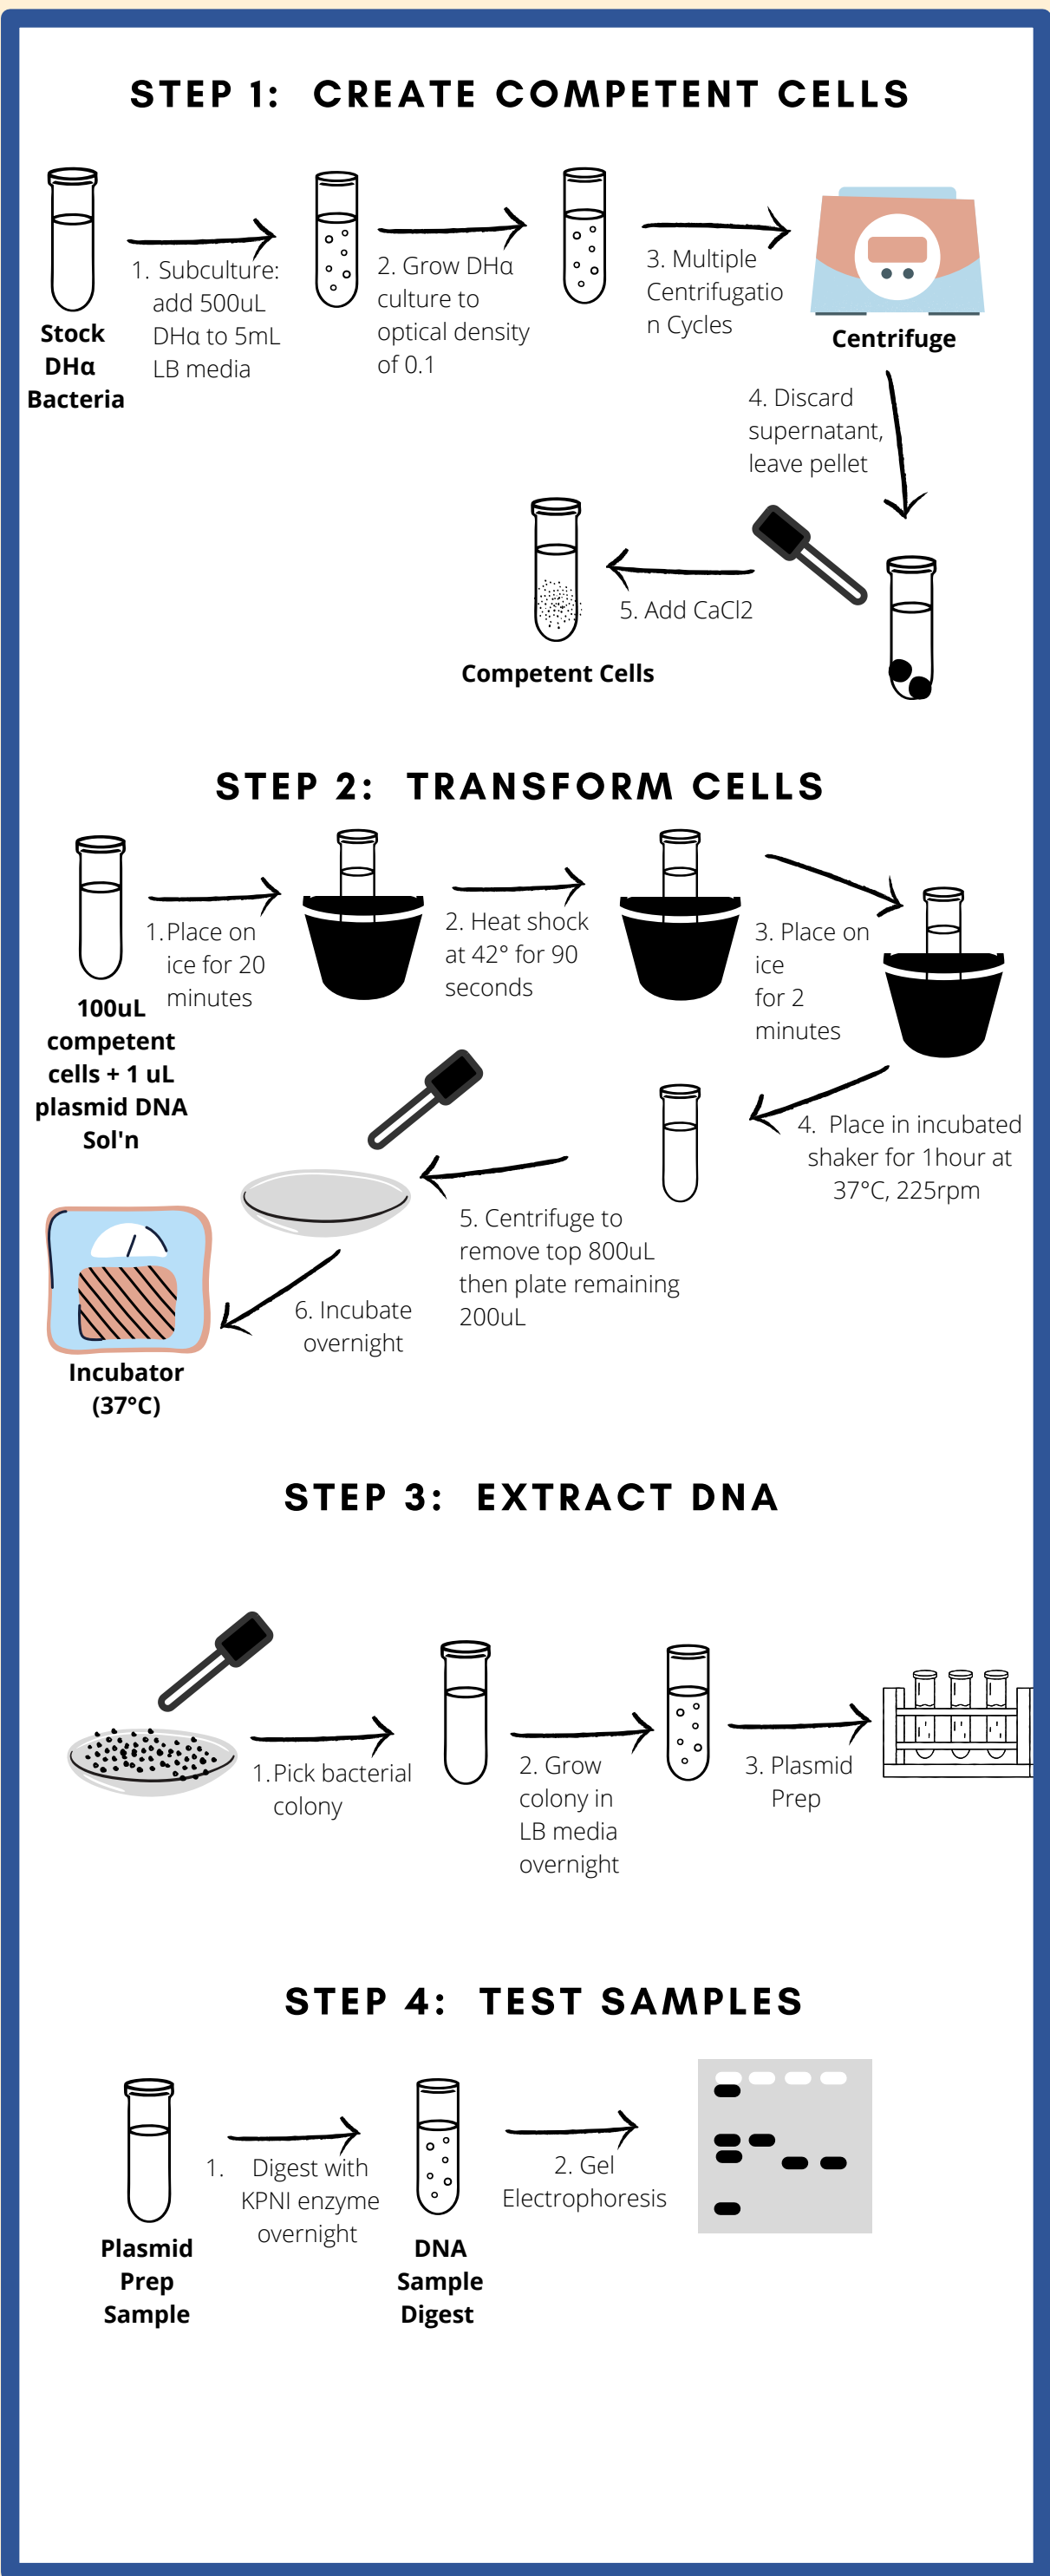 STEP 1: CREATE COMPETENT CELLS
Stock
DHα
Bacteria
1. Subculture:
add 500uL
DHα to 5mL
LB media
2. Grow DHα
culture to
optical density
of 0.1
3. Multiple
Centrifugatio
n Cycles
Centrifuge
4. Discard
supernatant,
leave pellet
5. Add CaCl2
Competent Cells
STEP 2: TRANSFORM CELLS
100uL
competent
cells + 1 uL
plasmid DNA
Sol'n
1. Place on
ice for 20
minutes
2. Heat shock
at 42° for 90
seconds
3. Place on
ice
for 2
minutes
4. Place in incubated
shaker for 1hour at
37°C, 225rpm
5. Centrifuge to
remove top 800uL
then plate remaining
200uL
6. Incubate
overnight
Incubator
(37°C)
STEP 3: EXTRACT DNA
1. Pick bacterial
colony
2. Grow
colony in
LB media
overnight
3. Plasmid
Prep
STEP 4: TEST SAMPLES
Plasmid
Prep
Sample
1. Digest with
KPNI enzyme
overnight
DNA
Sample
Digest
2. Gel
Electrophoresis